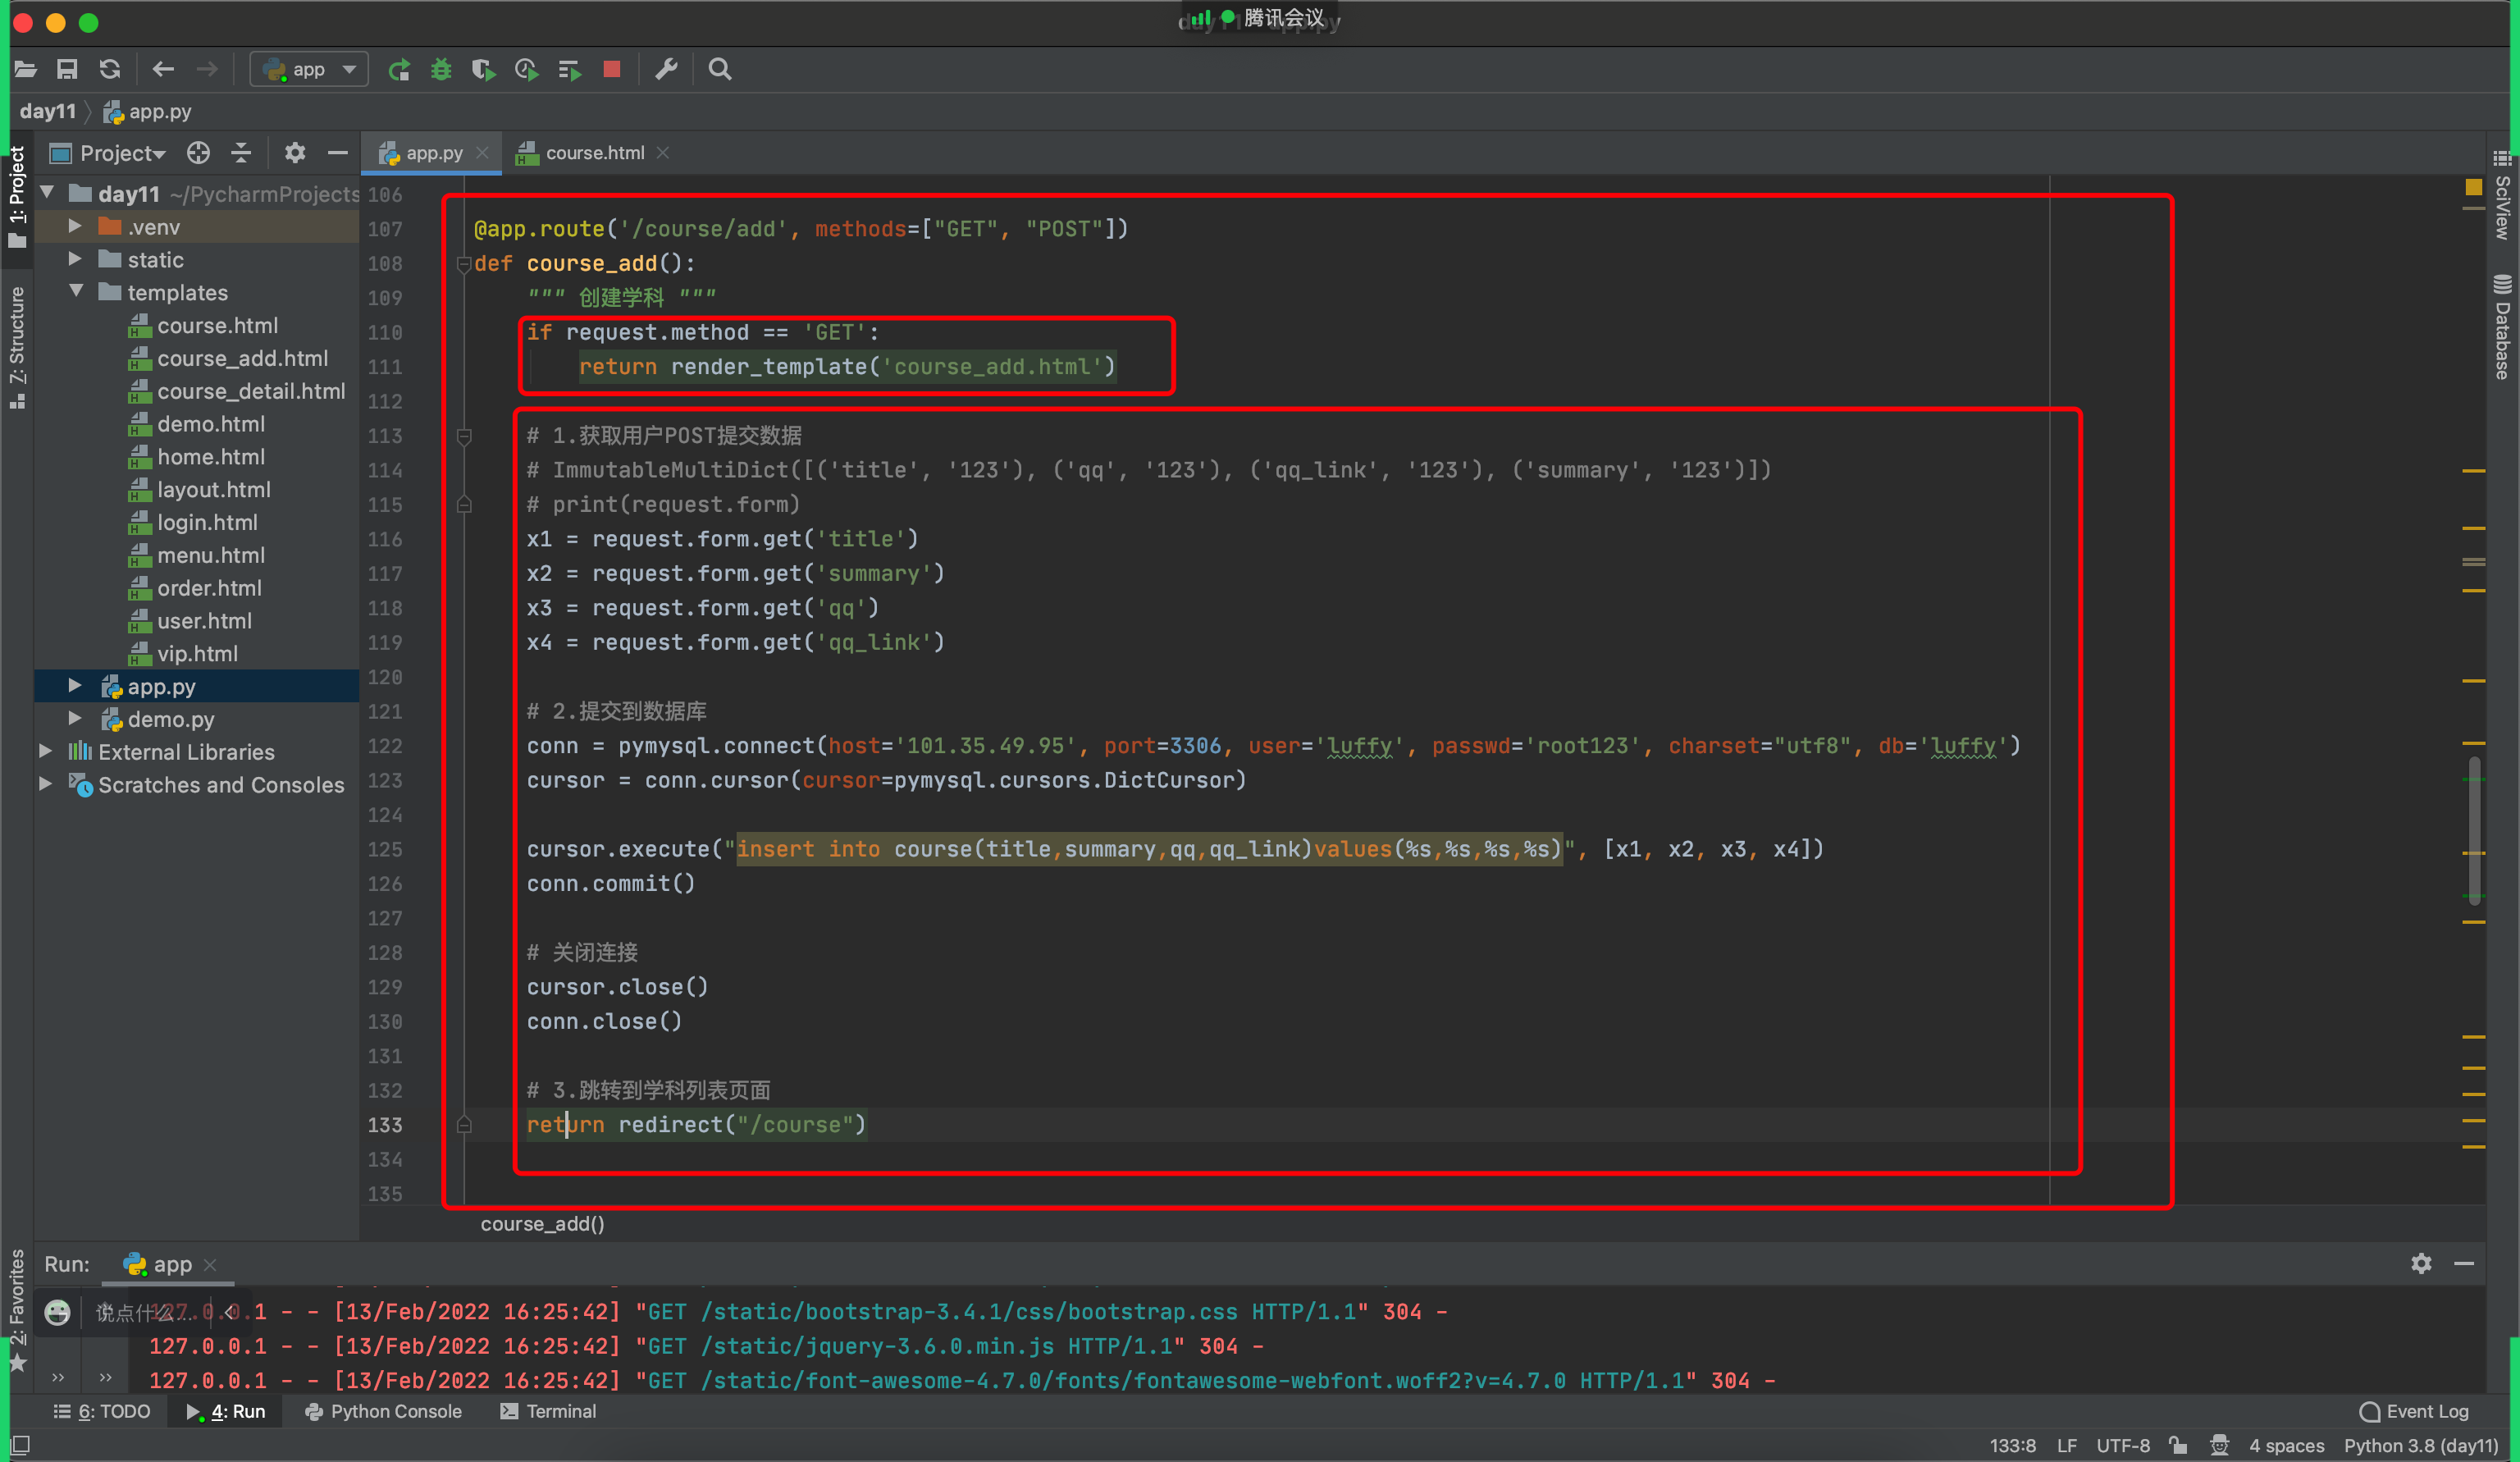 腾讯会议
app
day11
app.py
Project
app.py
course.html
1: Project
7: Structure
2: Favorites
SciView
Database
day11 ~/PycharmProjects
.venv
static
templates
course.html
course_add.html
course_detail.html
demo.html
home.html
layout.html
login.html
menu.html
order.html
user.html
vip.html
app.py
demo.py
External Libraries
Scratches and Consoles
106
107 @app.route('/course/add', methods=["GET", "POST"])
108 def course_add():
109 """ 创建学科 """
110 if request.method == 'GET':
111 return render_template('course_add.html')
112
113 # 1.获取用户POST提交数据
114 # ImmutableMultiDict([('title', '123'), ('qq', '123'), ('qq_link', '123'), ('summary', '123')])
115 # print(request.form)
116 x1 = request.form.get('title')
117 x2 = request.form.get('summary')
118 x3 = request.form.get('qq')
119 x4 = request.form.get('qq_link')
120
121 # 2.提交到数据库
122 conn = pymysql.connect(host='101.35.49.95', port=3306, user='luffy', passwd='root123', charset="utf8", db='luffy')
123 cursor = conn.cursor(cursor=pymysql.cursors.DictCursor)
124
125 cursor.execute("insert into course(title,summary,qq,qq_link)values(%s,%s,%s,%s)", [x1, x2, x3, x4])
126 conn.commit()
127
128 # 关闭连接
129 cursor.close()
130 conn.close()
131
132 # 3.跳转到学科列表页面
133 return redirect("/course")
134
135
course_add()
Run: app
说点什么...
127.0.0.1 - - [13/Feb/2022 16:25:42] "GET /static/bootstrap-3.4.1/css/bootstrap.css HTTP/1.1" 304 -
127.0.0.1 - - [13/Feb/2022 16:25:42] "GET /static/jquery-3.6.0.min.js HTTP/1.1" 304 -
127.0.0.1 - - [13/Feb/2022 16:25:42] "GET /static/font-awesome-4.7.0/fonts/fontawesome-webfont.woff2?v=4.7.0 HTTP/1.1" 304 -
6: TODO 4: Run Python Console Terminal Event Log
133:8 LF UTF-8 4 spaces Python 3.8 (day11)